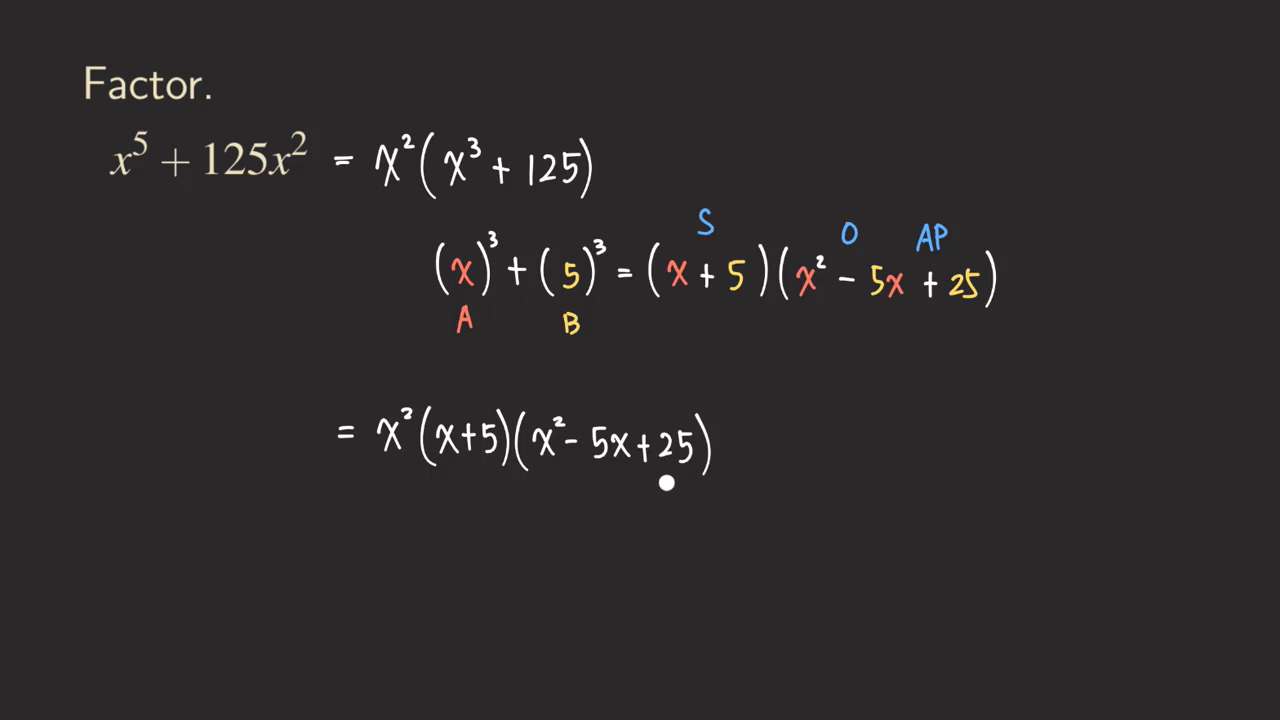 Factor.
x⁵ + 125x² = x²(x³ + 125)
S O AP
(x)³ + (5)³ = (x + 5)(x² - 5x + 25)
A B
= x²(x+5)(x² - 5x + 25)